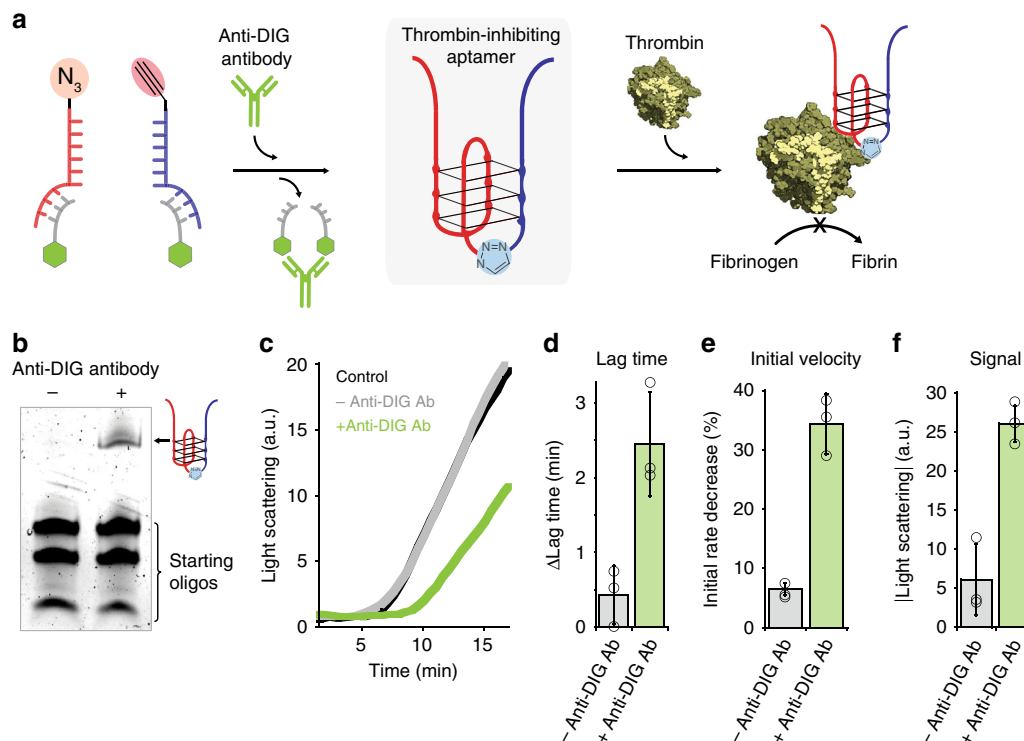 a
Anti-DIG
antibody
Thrombin-inhibiting
aptamer
Thrombin
N3
N=N
N
N=N
N
Fibrinogen
X
Fibrin
b
Anti-DIG antibody
– +
N=N
N
Starting
oligos
c
Control
– Anti-DIG Ab
+Anti-DIG Ab
Light scattering (a.u.)
20
15
10
5
0
5 10 15
Time (min)
d
Lag time
ΔLag time (min)
3
2
1
0
– Anti-DIG Ab
+ Anti-DIG Ab
e
Initial velocity
Initial rate decrease (%)
40
30
20
10
0
– Anti-DIG Ab
+ Anti-DIG Ab
f
Signal
|Light scattering| (a.u.)
30
25
20
15
10
5
0
– Anti-DIG Ab
+ Anti-DIG Ab